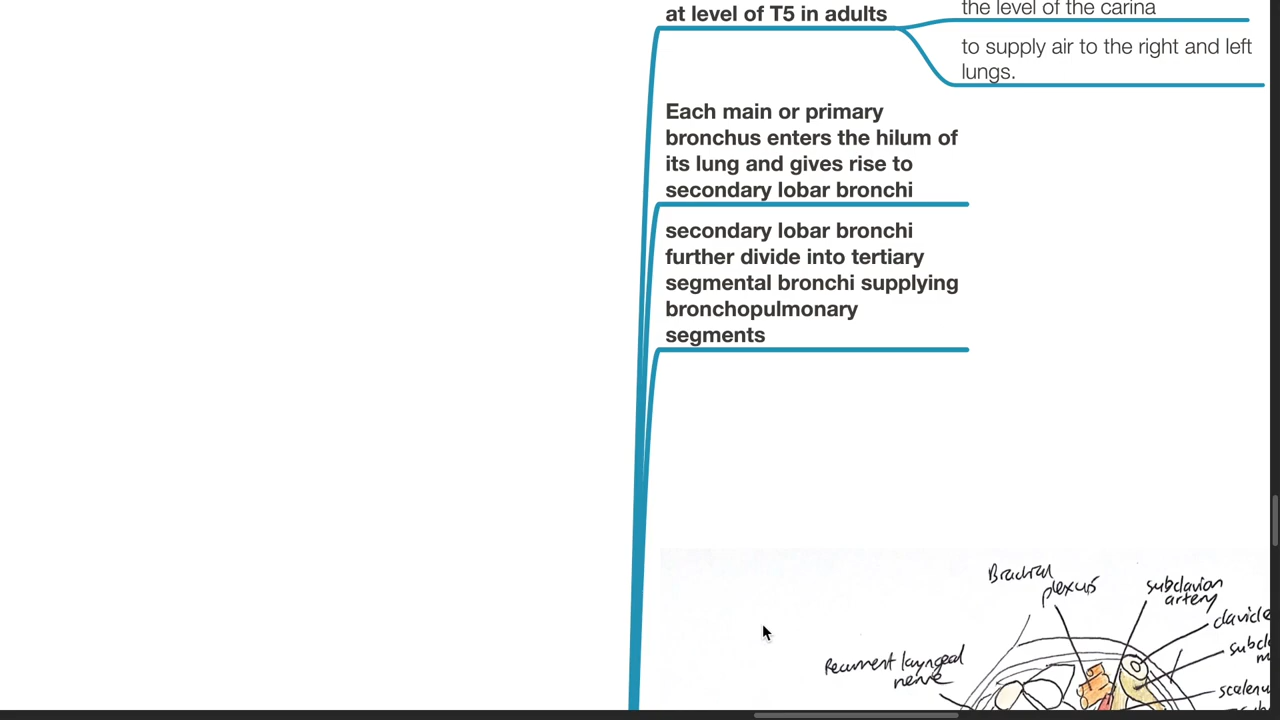 at level of T5 in adults
the level of the carina
to supply air to the right and left
lungs.
Each main or primary
bronchus enters the hilum of
its lung and gives rise to
secondary lobar bronchi
secondary lobar bronchi
further divide into tertiary
segmental bronchi supplying
bronchopulmonary
segments
Brachial
plexus
subclavian
artery
clavicle
subcl
m
Recurrent laryngeal
nerve
scalenu